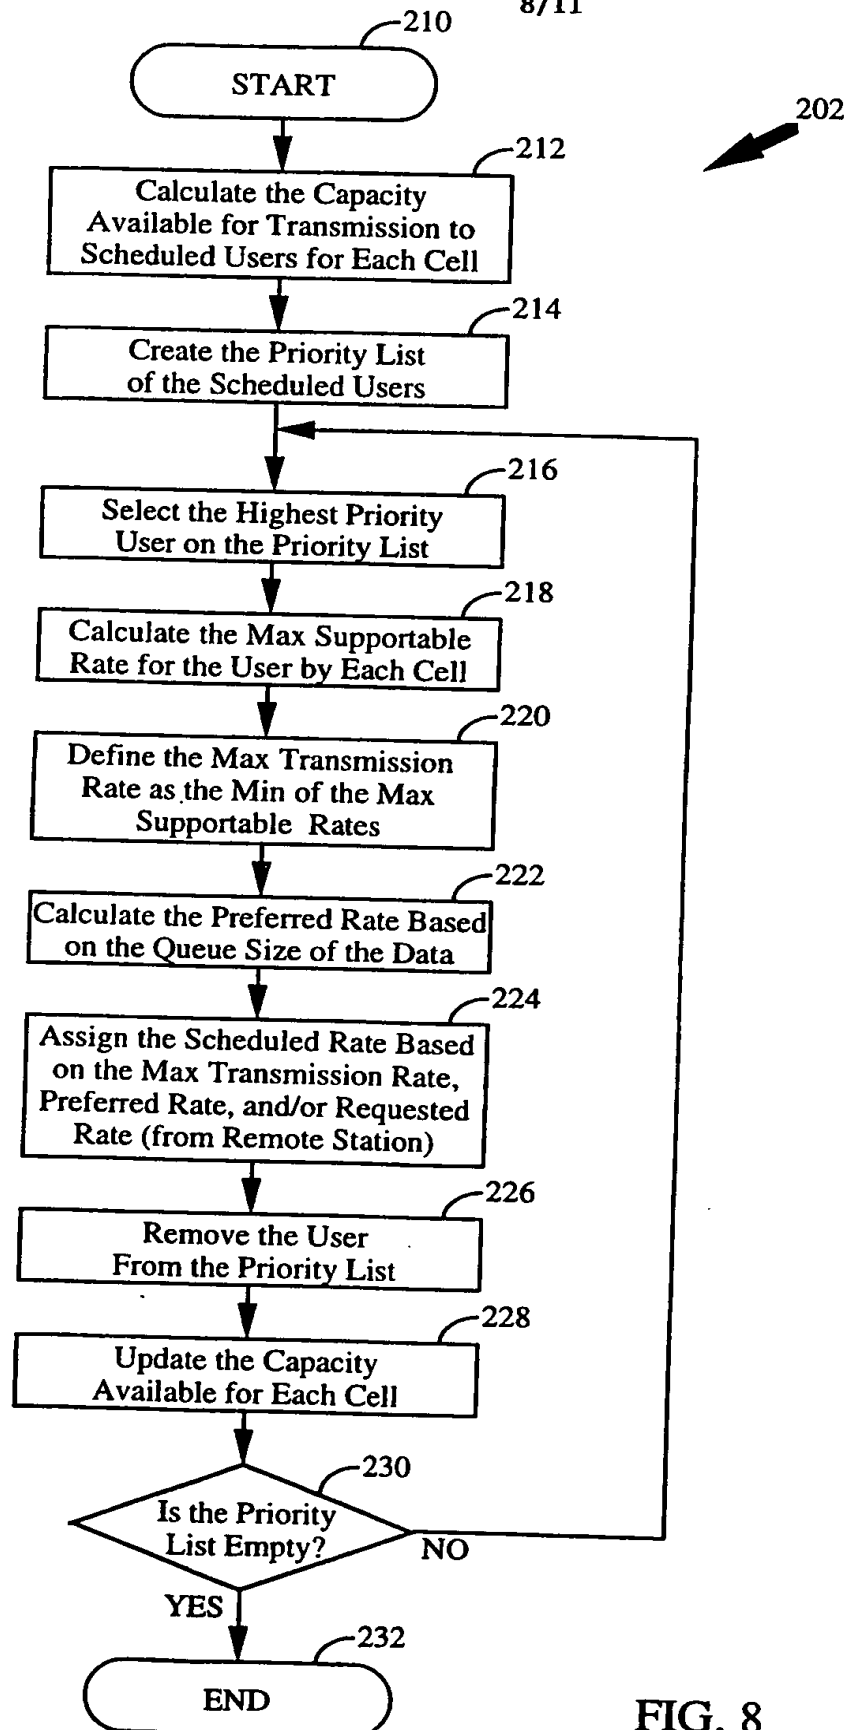 8/11
210
START
202
212
Calculate the Capacity
Available for Transmission to
Scheduled Users for Each Cell
214
Create the Priority List
of the Scheduled Users
216
Select the Highest Priority
User on the Priority List
218
Calculate the Max Supportable
Rate for the User by Each Cell
220
Define the Max Transmission
Rate as the Min of the Max
Supportable Rates
222
Calculate the Preferred Rate Based
on the Queue Size of the Data
224
Assign the Scheduled Rate Based
on the Max Transmission Rate,
Preferred Rate, and/or Requested
Rate (from Remote Station)
226
Remove the User
From the Priority List
228
Update the Capacity
Available for Each Cell
230
Is the Priority
List Empty?
NO
YES
232
END
FIG. 8